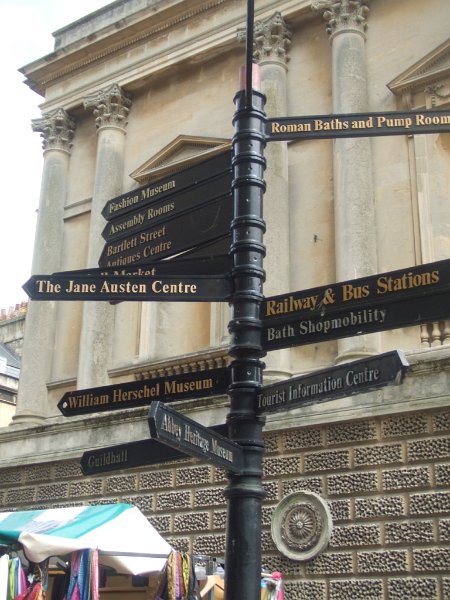 Roman Baths and Pump Room
Fashion Museum
Assembly Rooms
Bartlett Street
Antiques Centre
Market
The Jane Austen Centre
Railway & Bus Stations
Bath Shopmobility
William Herschel Museum
Tourist Information Centre
Abbey Heritage Museum
Guildhall